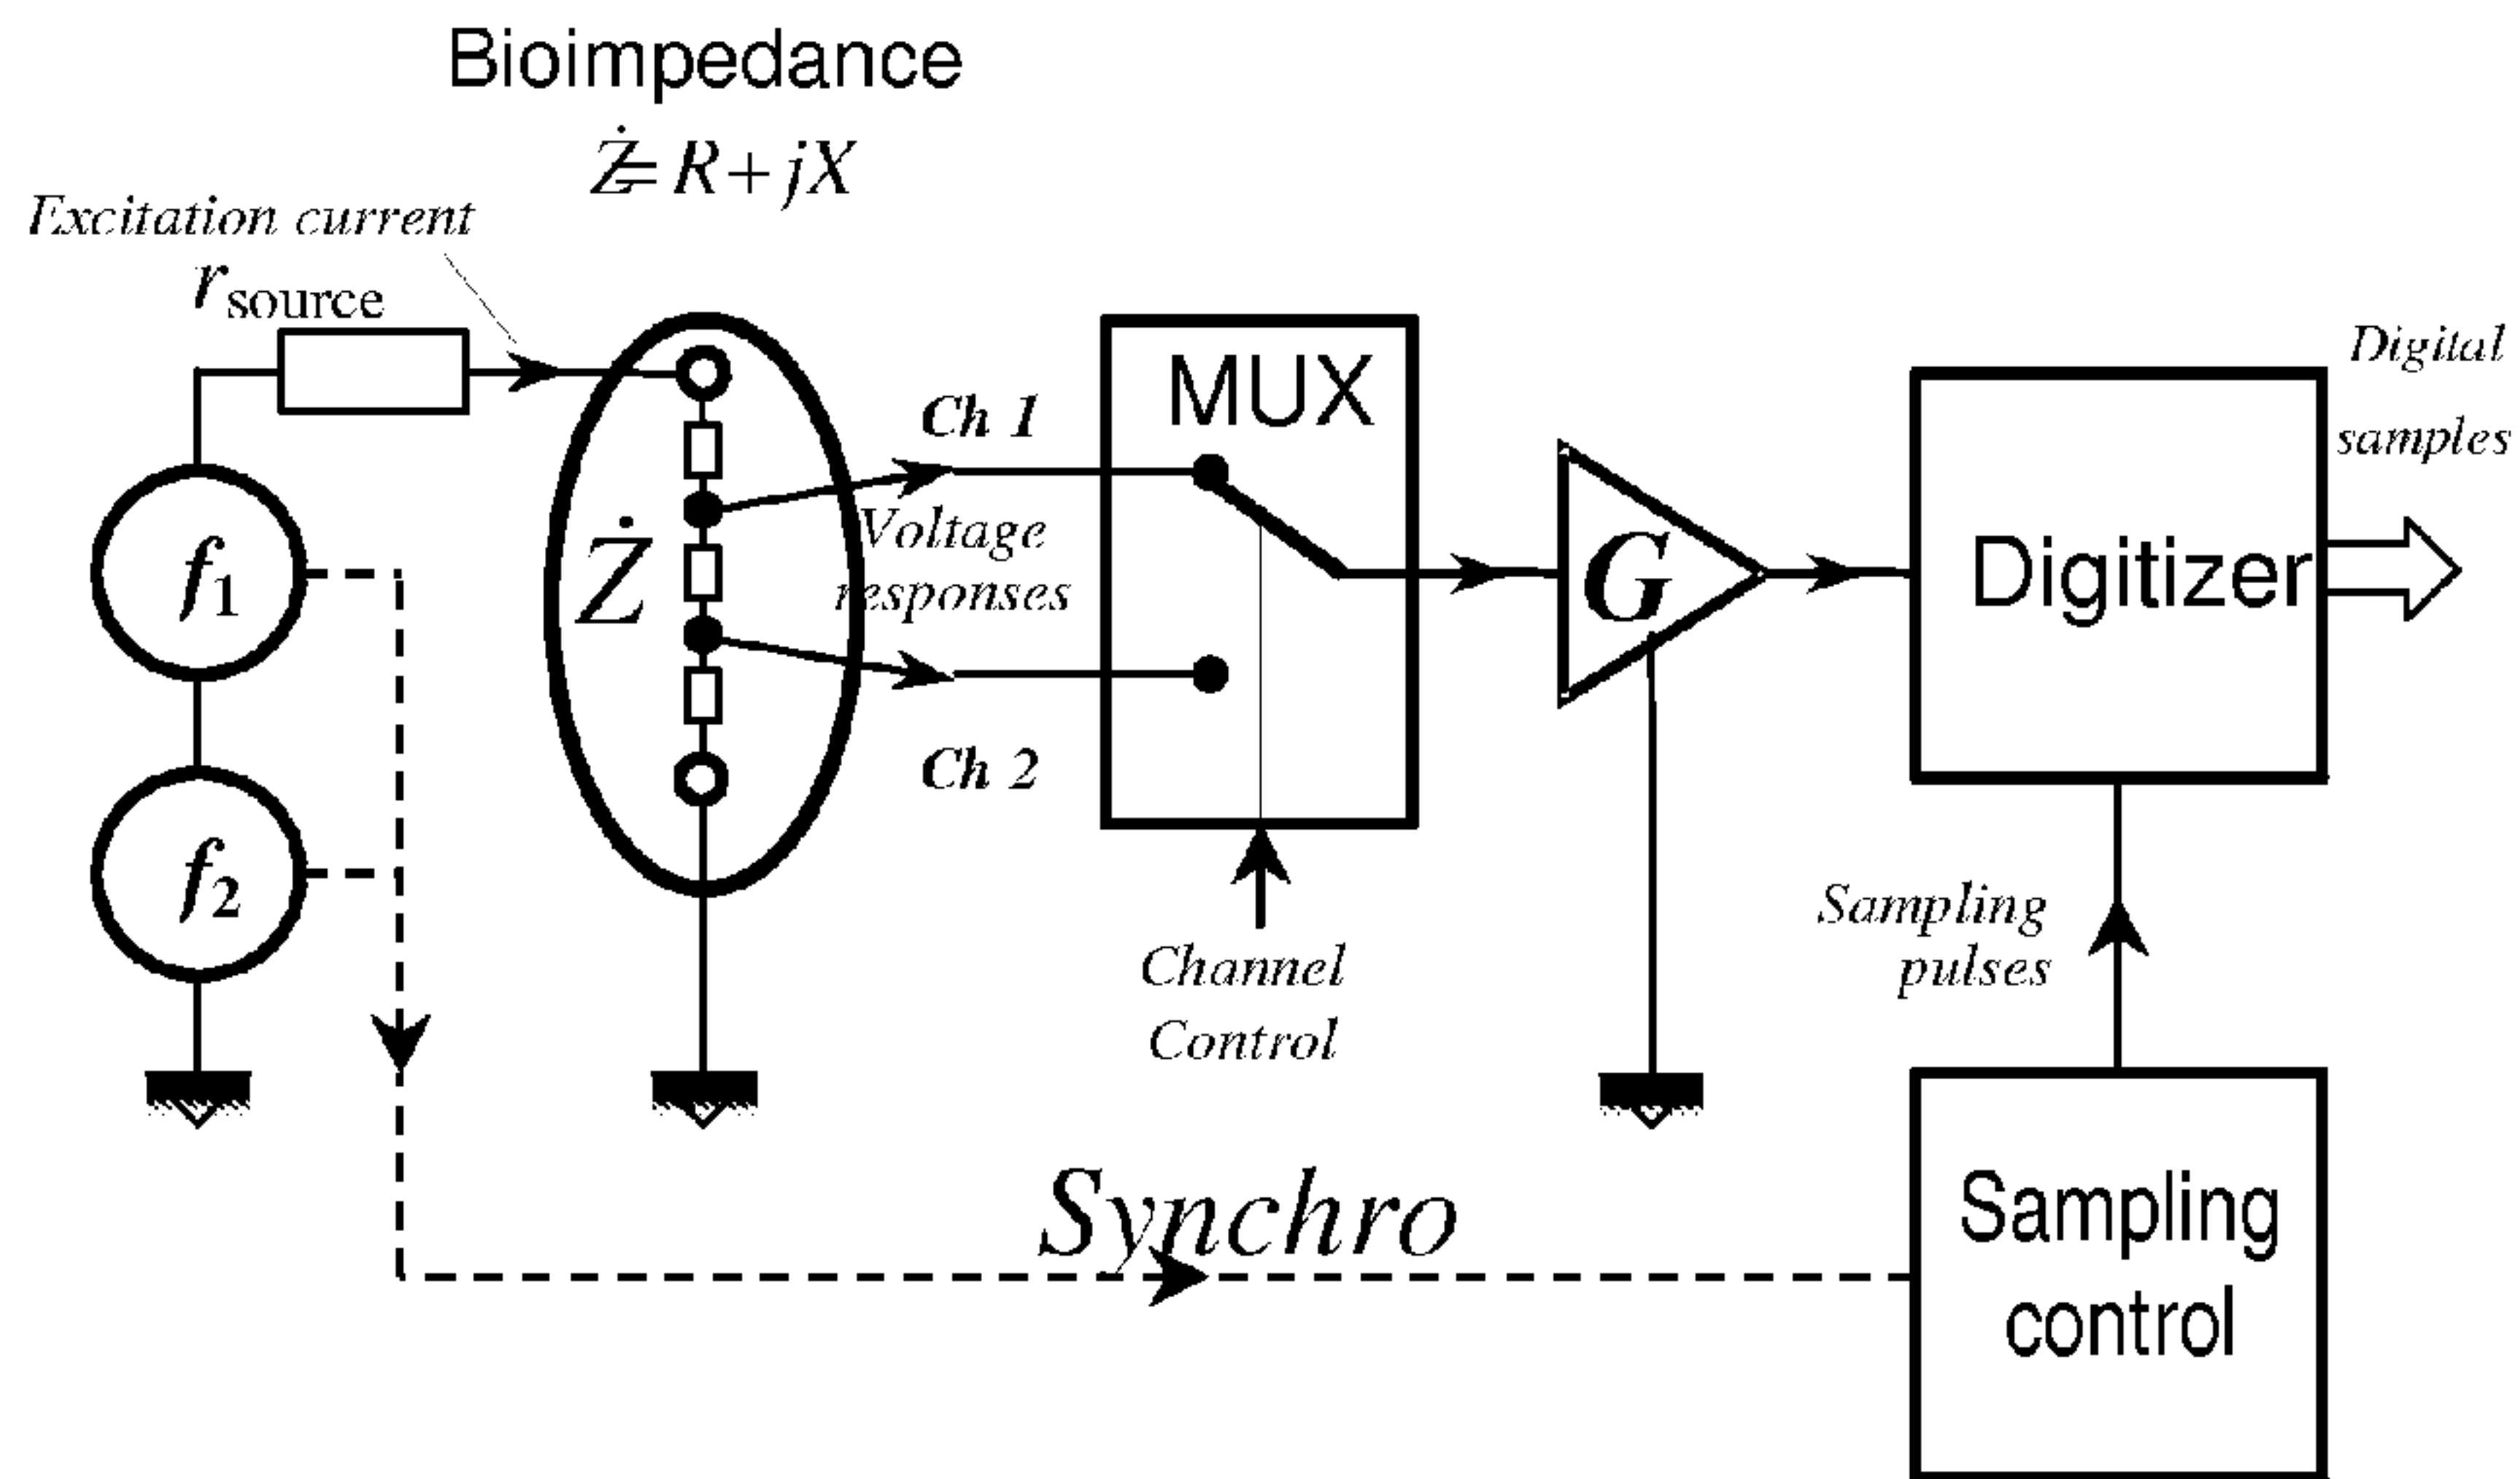 Bioimpedance
Ż = R + jX
Excitation current
r source
Digital
samples
MUX
Ch 1
Voltage
responses
Ch 2
Ż
f1
f2
G
Digitizer
Channel
Control
Sampling
pulses
Synchro
Sampling
control